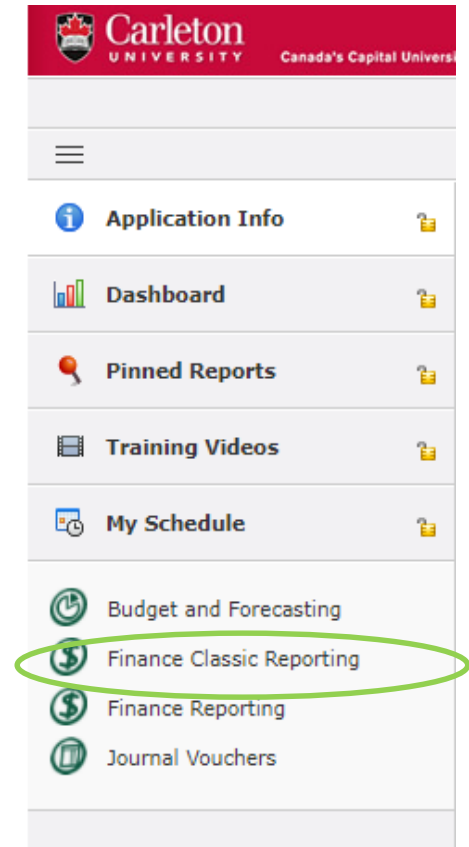 Carleton
UNIVERSITY
Canada's Capital Universi
Application Info
Dashboard
Pinned Reports
Training Videos
My Schedule
Budget and Forecasting
Finance Classic Reporting
Finance Reporting
Journal Vouchers